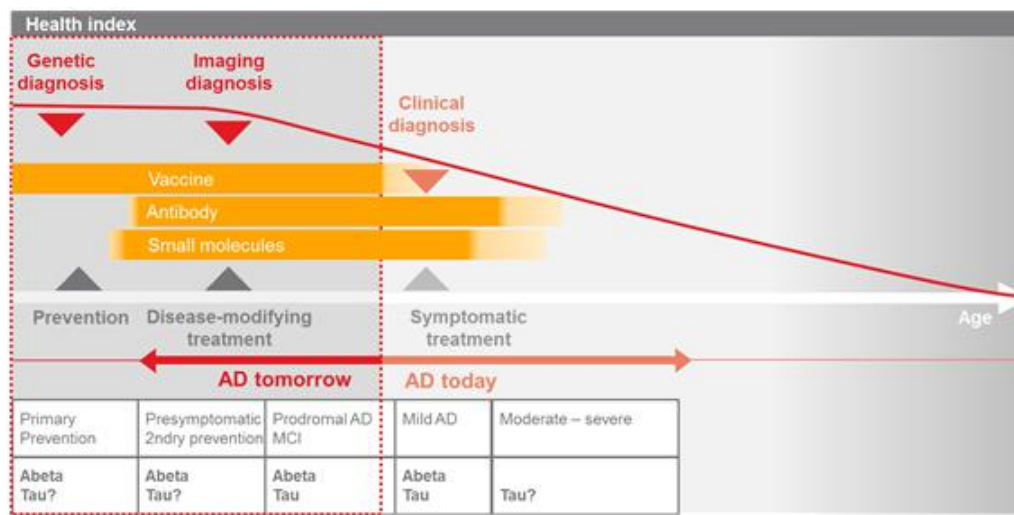 Health index
Genetic
diagnosis
Imaging
diagnosis
Clinical
diagnosis
Vaccine
Antibody
Small molecules
Prevention
Disease-modifying
treatment
Symptomatic
treatment
Age
AD tomorrow
AD today
Primary
Prevention
Presymptomatic
2ndry prevention
Prodromal AD
MCI
Mild AD
Moderate – severe
Abeta
Tau?
Abeta
Tau?
Abeta
Tau
Abeta
Tau
Tau?